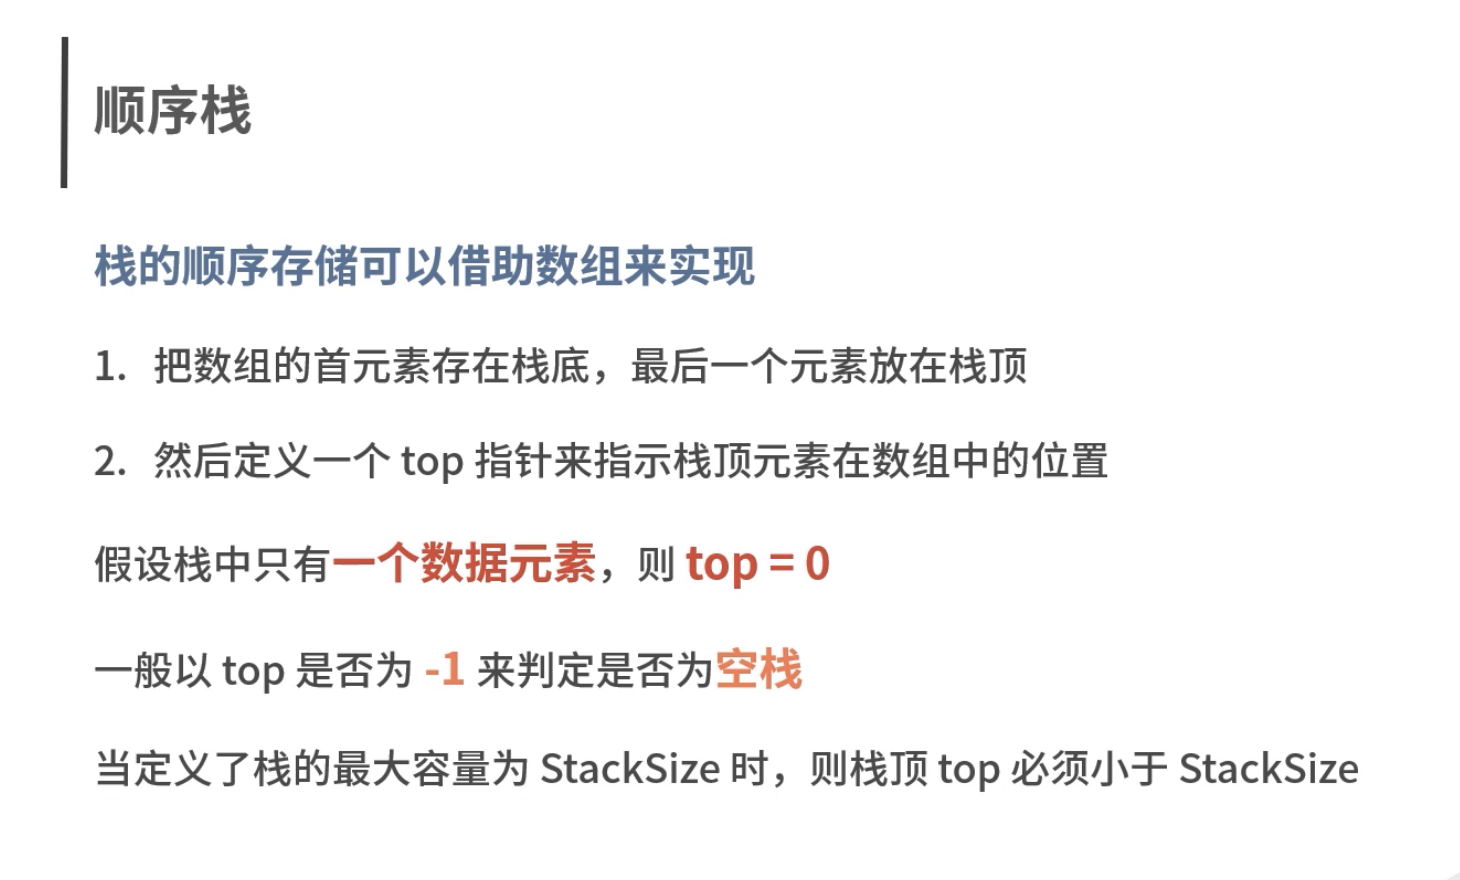 顺序栈
栈的顺序存储可以借助数组来实现
1. 把数组的首元素存在栈底，最后一个元素放在栈顶
2. 然后定义一个 top 指针来指示栈顶元素在数组中的位置
假设栈中只有一个数据元素，则 top = 0
一般以 top 是否为 -1 来判定是否为空栈
当定义了栈的最大容量为 StackSize 时，则栈顶 top 必须小于 StackSize